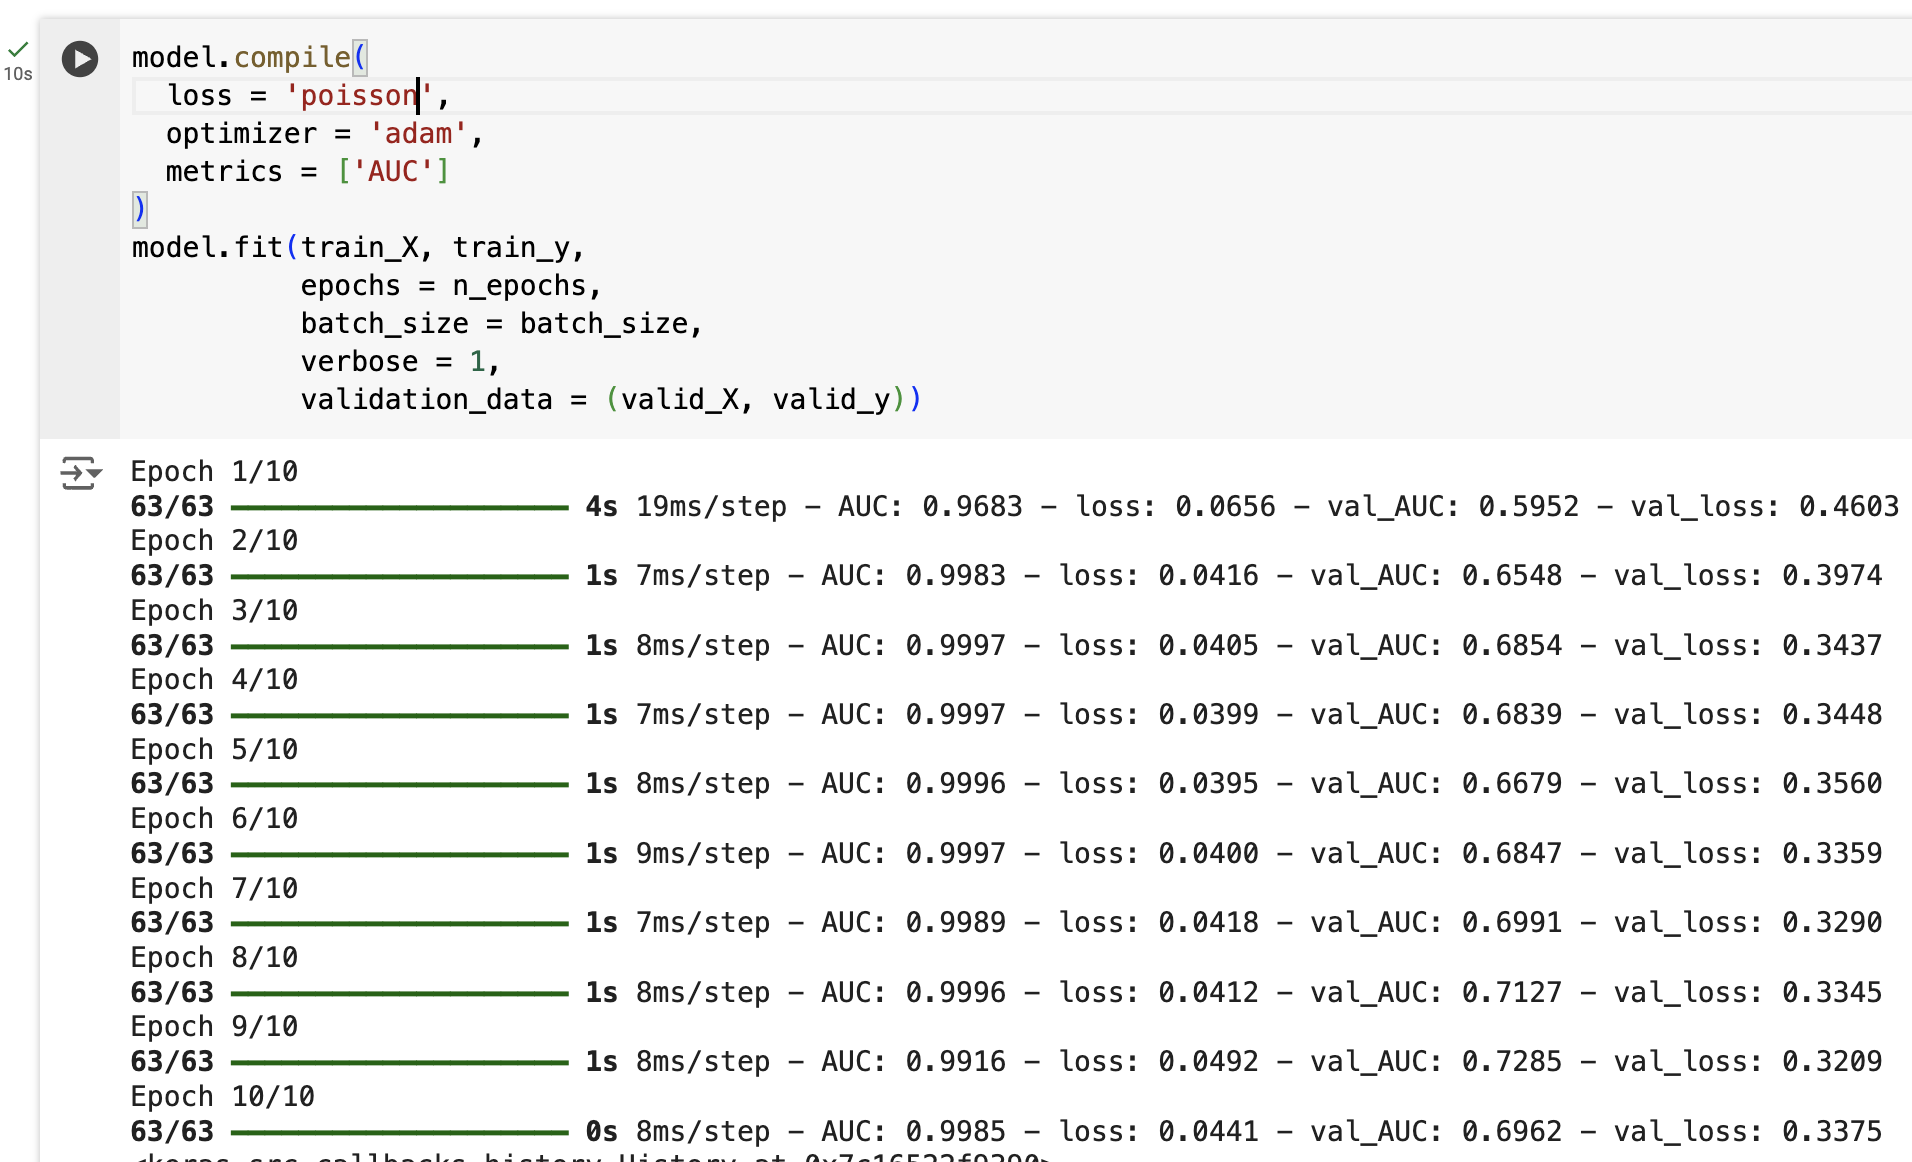 10s
model.compile(
loss = 'poisson',
optimizer = 'adam',
metrics = ['AUC']
)
model.fit(train_X, train_y,
epochs = n_epochs,
batch_size = batch_size,
verbose = 1,
validation_data = (valid_X, valid_y))
Epoch 1/10
63/63 4s 19ms/step - AUC: 0.9683 - loss: 0.0656 - val_AUC: 0.5952 - val_loss: 0.4603
Epoch 2/10
63/63 1s 7ms/step - AUC: 0.9983 - loss: 0.0416 - val_AUC: 0.6548 - val_loss: 0.3974
Epoch 3/10
63/63 1s 8ms/step - AUC: 0.9997 - loss: 0.0405 - val_AUC: 0.6854 - val_loss: 0.3437
Epoch 4/10
63/63 1s 7ms/step - AUC: 0.9997 - loss: 0.0399 - val_AUC: 0.6839 - val_loss: 0.3448
Epoch 5/10
63/63 1s 8ms/step - AUC: 0.9996 - loss: 0.0395 - val_AUC: 0.6679 - val_loss: 0.3560
Epoch 6/10
63/63 1s 9ms/step - AUC: 0.9997 - loss: 0.0400 - val_AUC: 0.6847 - val_loss: 0.3359
Epoch 7/10
63/63 1s 7ms/step - AUC: 0.9989 - loss: 0.0418 - val_AUC: 0.6991 - val_loss: 0.3290
Epoch 8/10
63/63 1s 8ms/step - AUC: 0.9996 - loss: 0.0412 - val_AUC: 0.7127 - val_loss: 0.3345
Epoch 9/10
63/63 1s 8ms/step - AUC: 0.9916 - loss: 0.0492 - val_AUC: 0.7285 - val_loss: 0.3209
Epoch 10/10
63/63 0s 8ms/step - AUC: 0.9985 - loss: 0.0441 - val_AUC: 0.6962 - val_loss: 0.3375
<keras.src.callbacks.history.History at